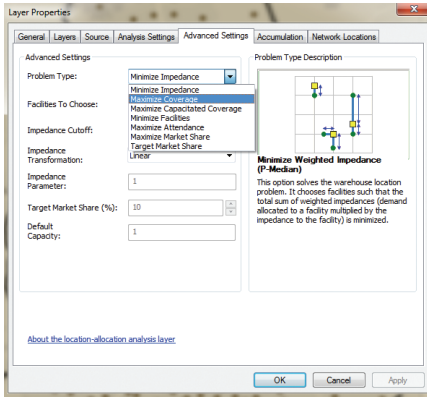 Layer Properties
General Layers Source Analysis Settings Advanced Settings Accumulation Network Locations
Advanced Settings
Problem Type:
Minimize Impedance
Minimize Impedance
Maximize Coverage
Maximize Capacitated Coverage
Minimize Facilities
Maximize Attendance
Maximize Market Share
Target Market Share
Facilities To Choose:
Impedance Cutoff:
Impedance
Transformation:
Linear
Impedance
Parameter:
1
Target Market Share (%):
10
Default
Capacity:
1
About the location-allocation analysis layer
Problem Type Description
Minimize Weighted Impedance
(P-Median)
This option solves the warehouse location
problem. It chooses facilities such that the
total sum of weighted impedances (demand
allocated to a facility multiplied by the
impedance to the facility) is minimized.
OK Cancel Apply